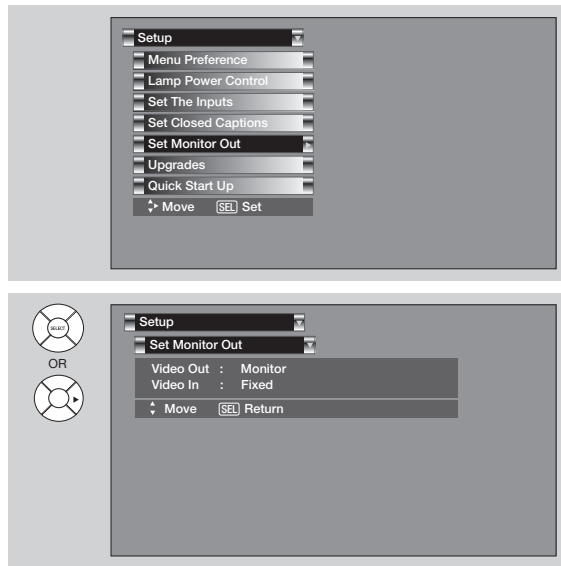 Setup
Menu Preference
Lamp Power Control
Set The Inputs
Set Closed Captions
Set Monitor Out
Upgrades
Quick Start Up
Move SEL Set
SELECT
OR
Setup
Set Monitor Out
Video Out : Monitor
Video In : Fixed
Move SEL Return